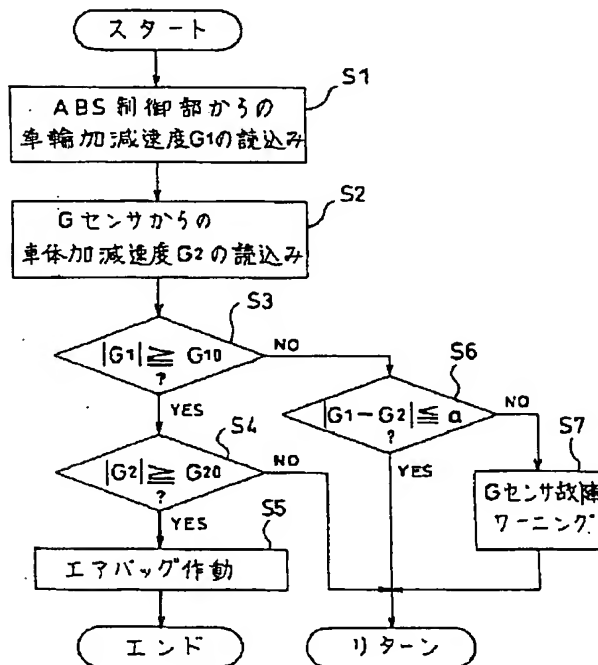 スタート
S1
ABS制御部からの
車輪加減速度G1の読込み
S2
Gセンサからの
車体加減速度G2の読込み
S3
|G1|≧G10
?
NO
YES
S6
|G1-G2|≦a
?
NO
YES
S4
|G2|≧G20
?
NO
YES
S7
Gセンサ故障
ワーニング
S5
エアバッグ作動
エンド
リターン